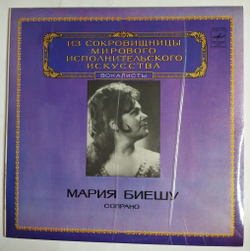 ИЗ СОКРОВИЩНИЦЫ
МИРОВОГО
ИСПОЛНИТЕЛЬСКОГО
ИСКУССТВА
ВОКАЛИСТЫ
МАРИЯ БИЕШУ
СОПРАНО